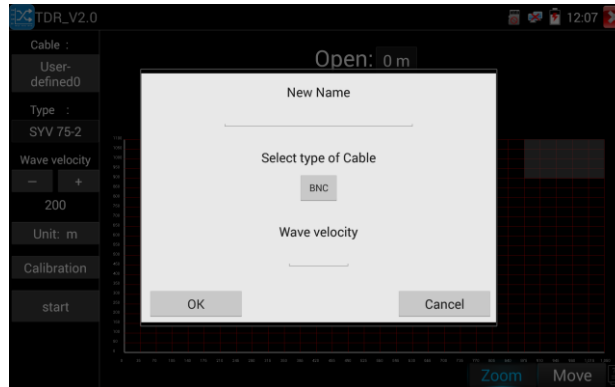 TDR_V2.0
12:07
Cable :
User-
defined0
Type :
SYV 75-2
Wave velocity
− +
200
Unit: m
Calibration
start
Open: 0 m
New Name
Select type of Cable
BNC
Wave velocity
OK
Cancel
Zoom
Move